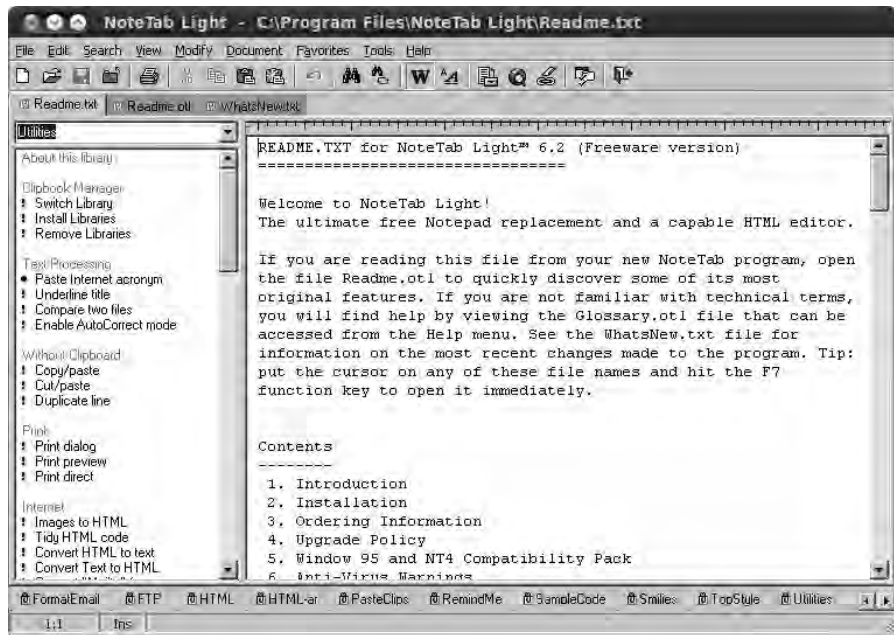 NoteTab Light - C:\Program Files\NoteTab Light\Readme.txt
File Edit Search View Modify Document Favorites Tools Help
Readme.txt Readme.otl WhatsNew.txt
Utilities
About this library
Clipbook Manager
! Switch Library
! Install Libraries
! Remove Libraries
Text Processing
• Paste Internet acronym
! Underline title
! Compare two files
! Enable AutoCorrect mode
Without Clipboard
! Copy/paste
! Cut/paste
! Duplicate line
Print
! Print dialog
! Print preview
! Print direct
Internet
! Images to HTML
! Tidy HTML code
! Convert HTML to text
! Convert Text to HTML
README.TXT for NoteTab Light™ 6.2 (Freeware version)
==================================
Welcome to NoteTab Light!
The ultimate free Notepad replacement and a capable HTML editor.
If you are reading this file from your new NoteTab program, open
the file Readme.otl to quickly discover some of its most
original features. If you are not familiar with technical terms,
you will find help by viewing the Glossary.otl file that can be
accessed from the Help menu. See the WhatsNew.txt file for
information on the most recent changes made to the program. Tip:
put the cursor on any of these file names and hit the F7
function key to open it immediately.
Contents
--------
1. Introduction
2. Installation
3. Ordering Information
4. Upgrade Policy
5. Window 95 and NT4 Compatibility Pack
6. Anti-Virus Warnings
FormatEmail FTP HTML HTML-ar PasteClips RemindMe SampleCode Smilies TopStyle Utilities
1:1 Ins